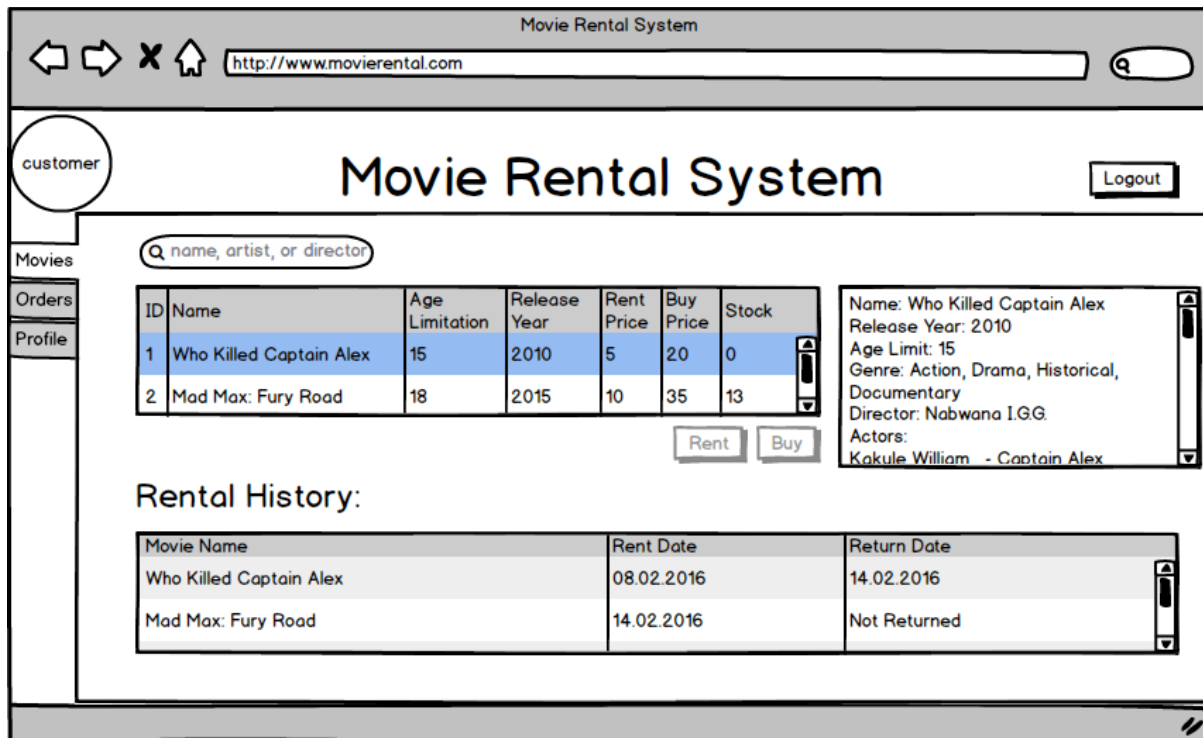 Movie Rental System
http://www.movierental.com
customer
Movie Rental System
Logout
Movies
Orders
Profile
name, artist, or director
ID Name Age Limitation Release Year Rent Price Buy Price Stock
1 Who Killed Captain Alex 15 2010 5 20 0
2 Mad Max: Fury Road 18 2015 10 35 13
Rent Buy
Name: Who Killed Captain Alex
Release Year: 2010
Age Limit: 15
Genre: Action, Drama, Historical,
Documentary
Director: Nabwana I.G.G.
Actors:
Kakule William - Captain Alex
Rental History:
Movie Name Rent Date Return Date
Who Killed Captain Alex 08.02.2016 14.02.2016
Mad Max: Fury Road 14.02.2016 Not Returned